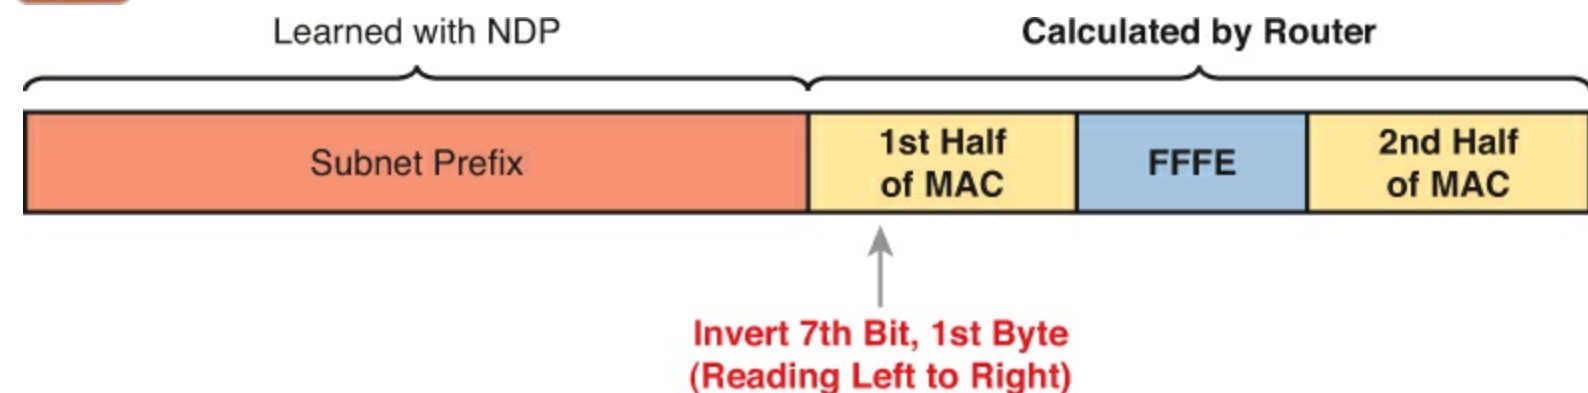 Learned with NDP
Calculated by Router
Subnet Prefix
1st Half
of MAC
FFFE
2nd Half
of MAC
Invert 7th Bit, 1st Byte
(Reading Left to Right)